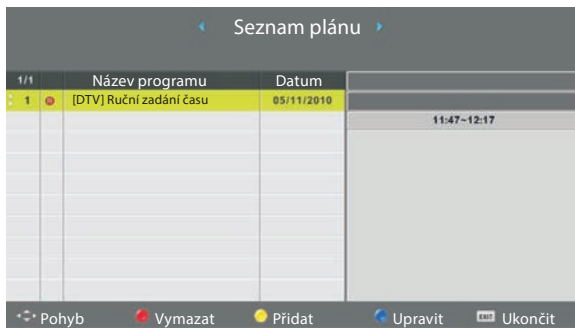 Seznam plánu
1/1 Název programu Datum
1 [DTV] Ruční zadání času 05/11/2010
11:47~12:17
Pohyb Vymazat Přidat Upravit EXIT Ukončit